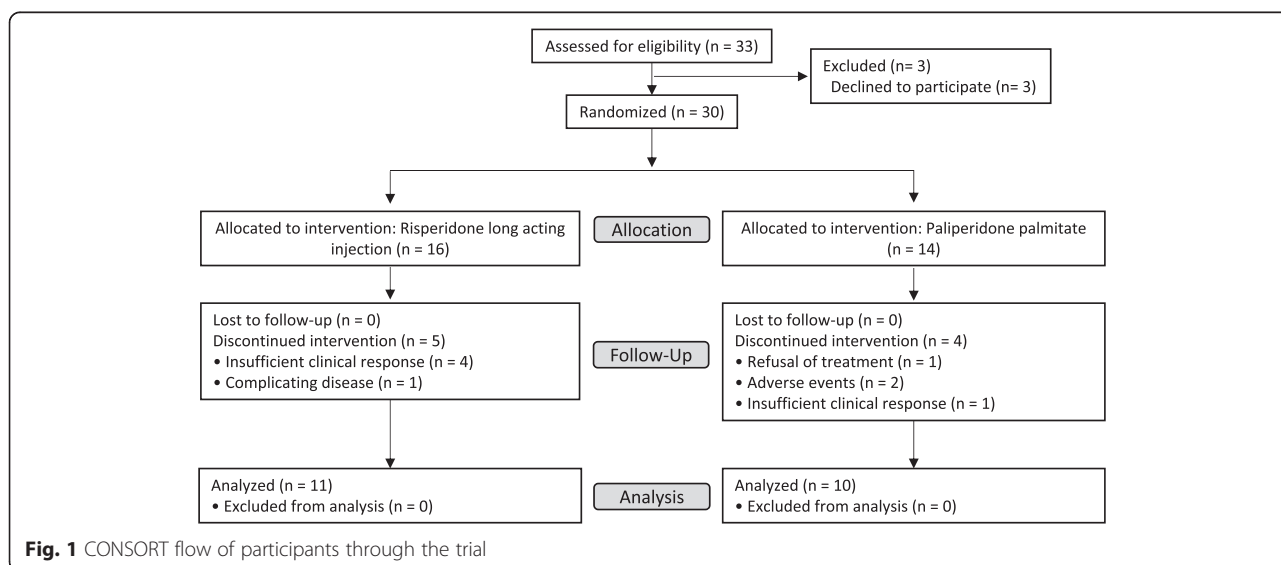 Assessed for eligibility (n = 33)
Excluded (n= 3)
Declined to participate (n= 3)
Randomized (n = 30)
Allocated to intervention: Risperidone long acting
injection (n = 16)
Allocation
Allocated to intervention: Paliperidone palmitate
(n = 14)
Lost to follow-up (n = 0)
Discontinued intervention (n = 5)
• Insufficient clinical response (n = 4)
• Complicating disease (n = 1)
Follow-Up
Lost to follow-up (n = 0)
Discontinued intervention (n = 4)
• Refusal of treatment (n = 1)
• Adverse events (n = 2)
• Insufficient clinical response (n = 1)
Analyzed (n = 11)
• Excluded from analysis (n = 0)
Analysis
Analyzed (n = 10)
• Excluded from analysis (n = 0)
Fig. 1 CONSORT flow of participants through the trial